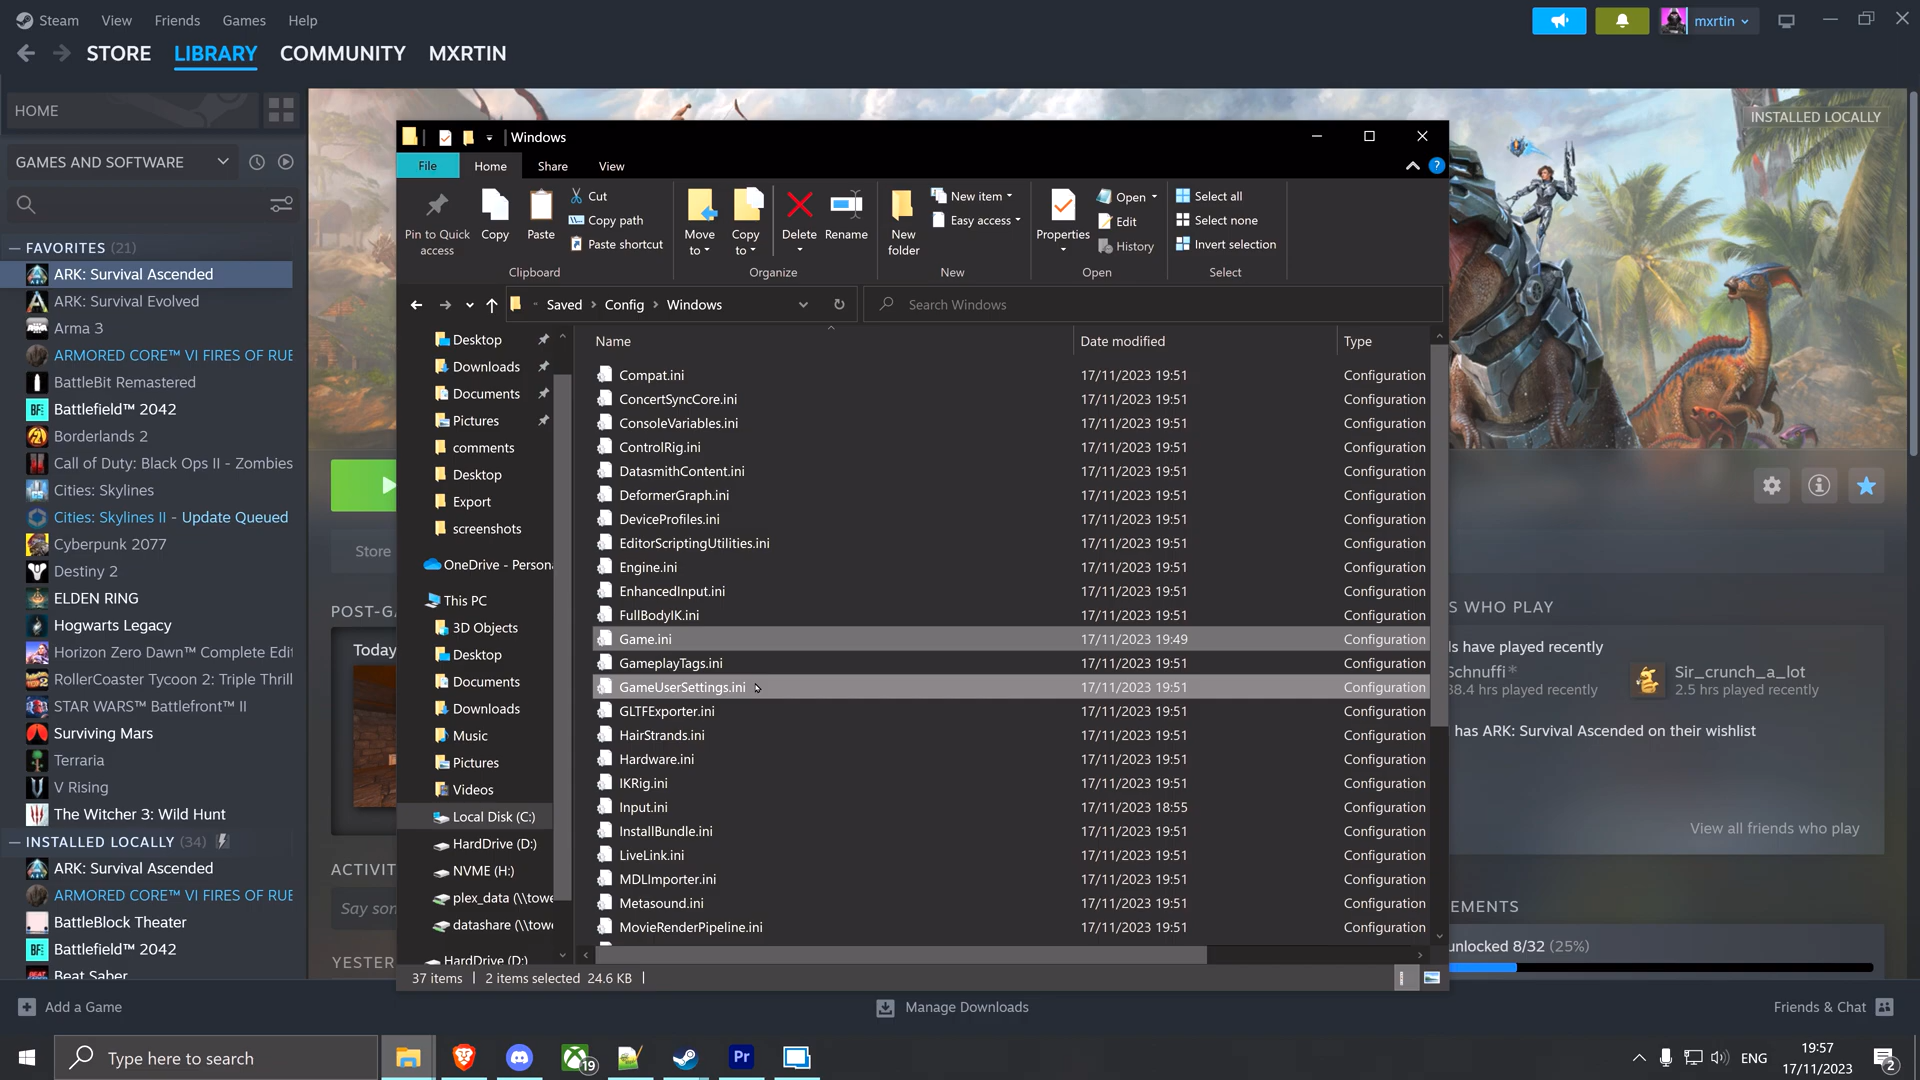 Steam View Friends Games Help
mxrtin
STORE LIBRARY COMMUNITY MXRTIN
HOME
GAMES AND SOFTWARE
FAVORITES (21)
ARK: Survival Ascended
ARK: Survival Evolved
Arma 3
ARMORED CORE™ VI FIRES OF RUE
BattleBit Remastered
BF Battlefield™ 2042
Borderlands 2
Call of Duty: Black Ops II - Zombies
Cities: Skylines
Cities: Skylines II - Update Queued
Cyberpunk 2077
Destiny 2
ELDEN RING
Hogwarts Legacy
Horizon Zero Dawn™ Complete Edit
RollerCoaster Tycoon 2: Triple Thrill
STAR WARS™ Battlefront™ II
Surviving Mars
Terraria
V Rising
The Witcher 3: Wild Hunt
INSTALLED LOCALLY (34)
ARK: Survival Ascended
ARMORED CORE™ VI FIRES OF RUE
BattleBlock Theater
BF Battlefield™ 2042
Beat Saber
INSTALLED LOCALLY
Store
POST-GA
Today
ACTIVIT
Say son
YESTER
Windows
File Home Share View
Pin to Quick access
Copy
Paste
Cut
Copy path
Paste shortcut
Clipboard
Move to
Copy to
Delete
Rename
Organize
New folder
New item
Easy access
New
Properties
Open
Edit
History
Open
Select all
Select none
Invert selection
Select
Saved > Config > Windows
Search Windows
Desktop
Downloads
Documents
Pictures
comments
Desktop
Export
screenshots
OneDrive - Persona
This PC
3D Objects
Desktop
Documents
Downloads
Music
Pictures
Videos
Local Disk (C:)
HardDrive (D:)
NVME (H:)
plex_data (\\towe
datashare (\\towe
HardDrive (D:)
Name Date modified Type
Compat.ini 17/11/2023 19:51 Configuration
ConcertSyncCore.ini 17/11/2023 19:51 Configuration
ConsoleVariables.ini 17/11/2023 19:51 Configuration
ControlRig.ini 17/11/2023 19:51 Configuration
DatasmithContent.ini 17/11/2023 19:51 Configuration
DeformerGraph.ini 17/11/2023 19:51 Configuration
DeviceProfiles.ini 17/11/2023 19:51 Configuration
EditorScriptingUtilities.ini 17/11/2023 19:51 Configuration
Engine.ini 17/11/2023 19:51 Configuration
EnhancedInput.ini 17/11/2023 19:51 Configuration
FullBodyIK.ini 17/11/2023 19:51 Configuration
Game.ini 17/11/2023 19:49 Configuration
GameplayTags.ini 17/11/2023 19:51 Configuration
GameUserSettings.ini 17/11/2023 19:51 Configuration
GLTFExporter.ini 17/11/2023 19:51 Configuration
HairStrands.ini 17/11/2023 19:51 Configuration
Hardware.ini 17/11/2023 19:51 Configuration
IKRig.ini 17/11/2023 19:51 Configuration
Input.ini 17/11/2023 18:55 Configuration
InstallBundle.ini 17/11/2023 19:51 Configuration
LiveLink.ini 17/11/2023 19:51 Configuration
MDLImporter.ini 17/11/2023 19:51 Configuration
Metasound.ini 17/11/2023 19:51 Configuration
MovieRenderPipeline.ini 17/11/2023 19:51 Configuration
37 items 2 items selected 24.6 KB
S WHO PLAY
ds have played recently
Schnuffi*
38.4 hrs played recently
Sir_crunch_a_lot
2.5 hrs played recently
has ARK: Survival Ascended on their wishlist
View all friends who play
EMENTS
unlocked 8/32 (25%)
Add a Game
Manage Downloads
Friends & Chat
Type here to search
19
Pr
ENG
19:57
17/11/2023
2